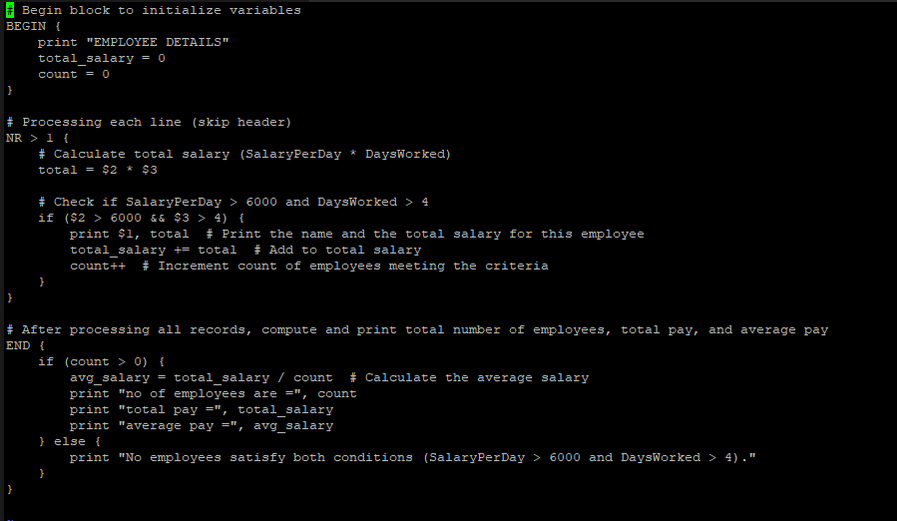 # Begin block to initialize variables
BEGIN {
    print "EMPLOYEE DETAILS"
    total_salary = 0
    count = 0
}

# Processing each line (skip header)
NR > 1 {
    # Calculate total salary (SalaryPerDay * DaysWorked)
    total = $2 * $3

    # Check if SalaryPerDay > 6000 and DaysWorked > 4
    if ($2 > 6000 && $3 > 4) {
        print $1, total  # Print the name and the total salary for this employee
        total_salary += total  # Add to total salary
        count++  # Increment count of employees meeting the criteria
    }
}

# After processing all records, compute and print total number of employees, total pay, and average pay
END {
    if (count > 0) {
        avg_salary = total_salary / count  # Calculate the average salary
        print "no of employees are =", count
        print "total pay =", total_salary
        print "average pay =", avg_salary
    } else {
        print "No employees satisfy both conditions (SalaryPerDay > 6000 and DaysWorked > 4)."
    }
}